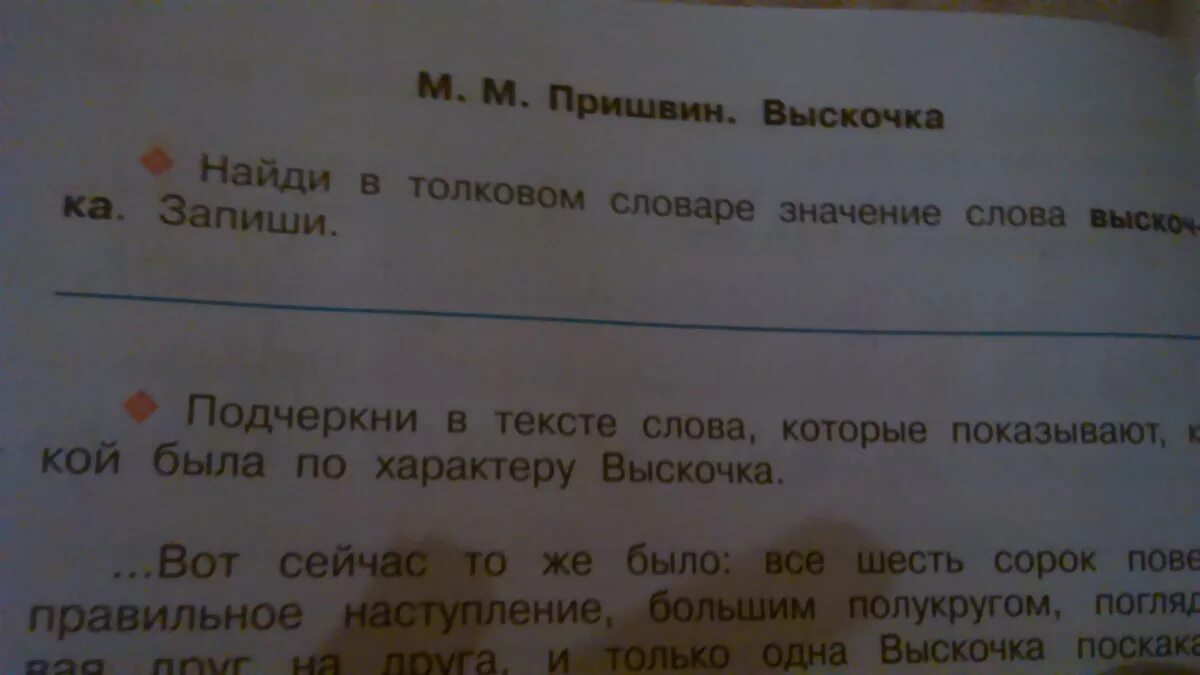 М. М. Пришвин. Выскочка
Найди в толковом словаре значение слова выскоч-
ка. Запиши.
Подчеркни в тексте слова, которые показывают, к
кой была по характеру Выскочка.
...Вот сейчас то же было: все шесть сорок пове
правильное наступление, большим полукругом, погляд
вая друг на друга, и только одна Выскочка поскака